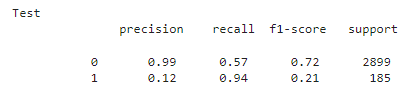 Test
precision recall f1-score support
0 0.99 0.57 0.72 2899
1 0.12 0.94 0.21 185